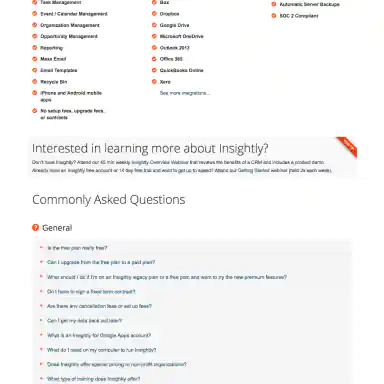 Task Management
Event / Calendar Management
Organization Management
Opportunity Management
Reporting
Mass Email
Email Templates
Recycle Bin
iPhone and Android mobile
apps
No setup fees, upgrade fees,
or contracts
Box
Dropbox
Google Drive
Microsoft OneDrive
Outlook 2013
Office 365
QuickBooks Online
Xero
See more integrations...
Automatic Server Backups
SOC 2 Compliant
Interested in learning more about Insightly?
Don't have Insightly? Attend our 45 min weekly Insightly Overview Webinar that reviews the benefits of a CRM and includes a product demo.
Already have an Insightly free account or 14 day free trial and want to get up to speed? Attend our Getting Started webinar (held 2x each week).
Commonly Asked Questions
General
Is the free plan really free?
Can I upgrade from the free plan to a paid plan?
What should I do if I'm on an Insightly legacy plan or a free plan and want to try the new premium features?
Do I have to sign a fixed term contract?
Are there any cancellation fees or set up fees?
Can I get my data back out later?
What is an Insightly for Google Apps account?
What do I need on my computer to run Insightly?
Does Insightly offer special pricing to non-profit organizations?
What type of training does Insightly offer?